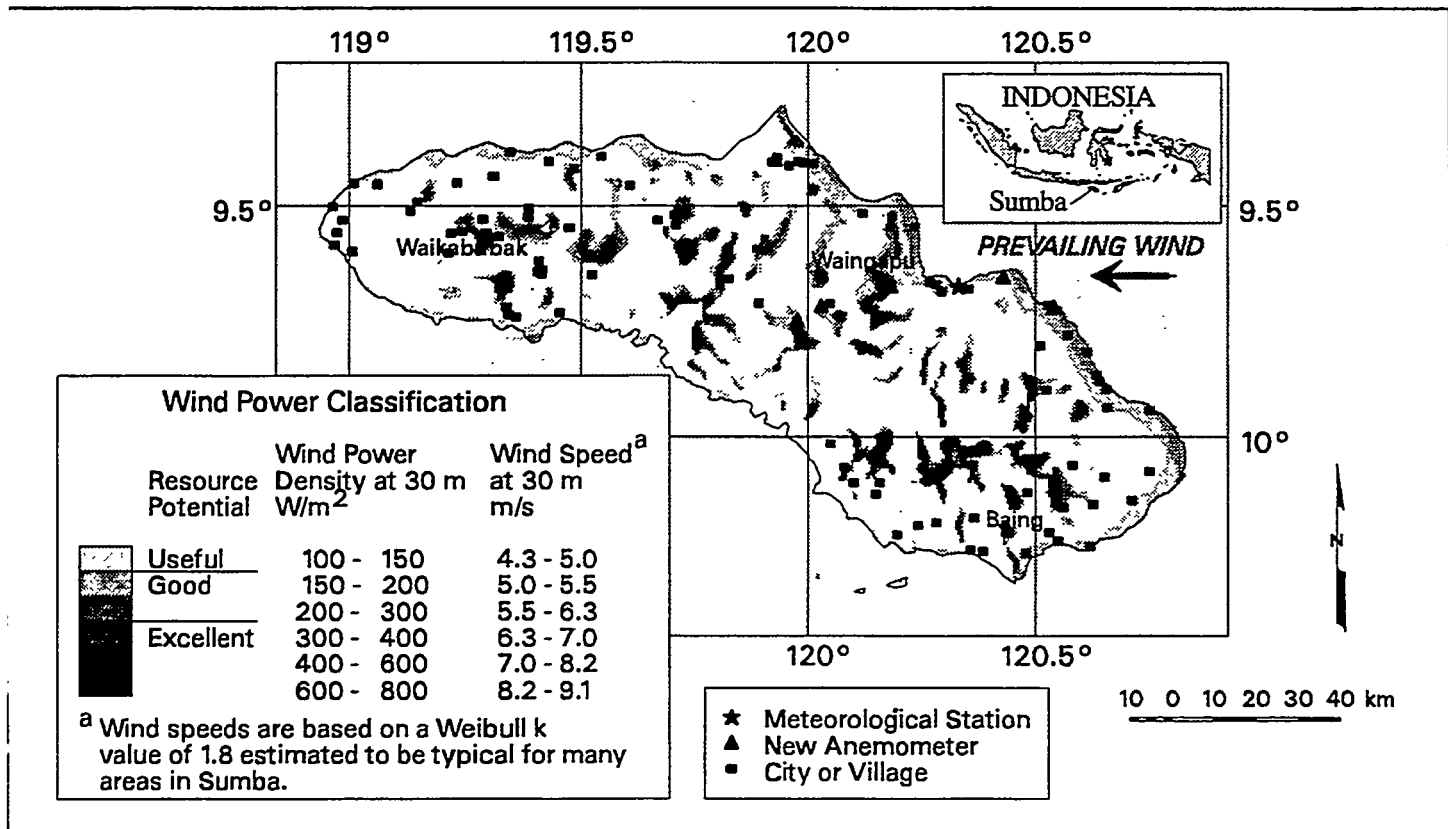 119° 119.5° 120° 120.5°
INDONESIA
Sumba
9.5° 9.5°
PREVAILING WIND
Waikabubak
Waingapu
10°
Baing
N
Wind Power Classification
Wind Power Wind Speed a
Resource Density at 30 m at 30 m
Potential W/m2 m/s
Useful 100 - 150 4.3 - 5.0
Good 150 - 200 5.0 - 5.5
200 - 300 5.5 - 6.3
Excellent 300 - 400 6.3 - 7.0
400 - 600 7.0 - 8.2
600 - 800 8.2 - 9.1
a Wind speeds are based on a Weibull k
value of 1.8 estimated to be typical for many
areas in Sumba.
120° 120.5°
Meteorological Station
New Anemometer
City or Village
10 0 10 20 30 40 km